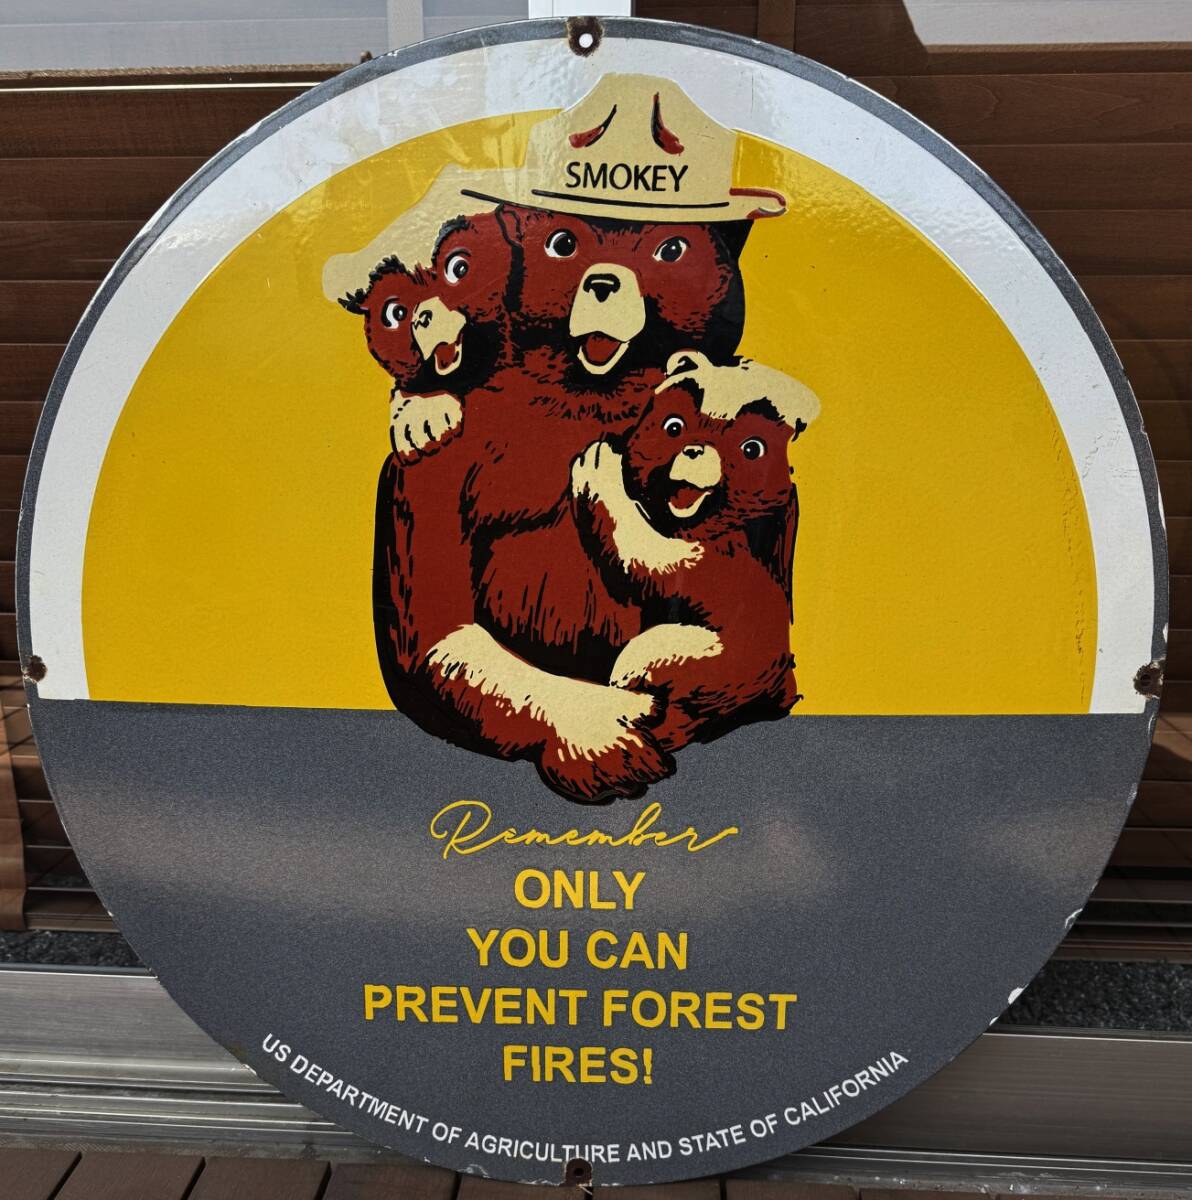 SMOKEY
Remember
ONLY
YOU CAN
PREVENT FOREST
FIRES!
US DEPARTMENT OF AGRICULTURE AND STATE OF CALIFORNIA